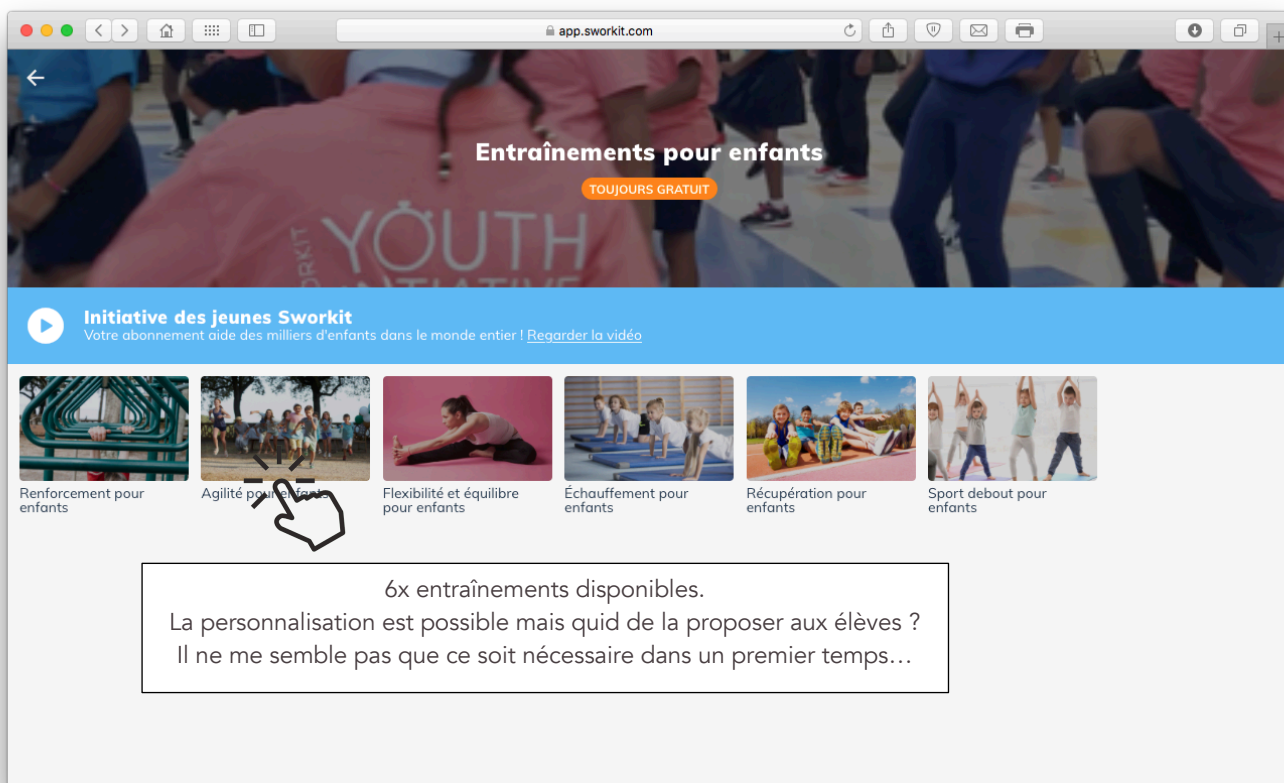 app.sworkit.com
Entraînements pour enfants
TOUJOURS GRATUIT
YOUTH
INITIATIVE
Initiative des jeunes Sworkit
Votre abonnement aide des milliers d'enfants dans le monde entier ! Regarder la vidéo
Renforcement pour
enfants
Agilité pour enfants
Flexibilité et équilibre
pour enfants
Échauffement pour
enfants
Récupération pour
enfants
Sport debout pour
enfants
6x entraînements disponibles.
La personnalisation est possible mais quid de la proposer aux élèves ?
Il ne me semble pas que ce soit nécessaire dans un premier temps…